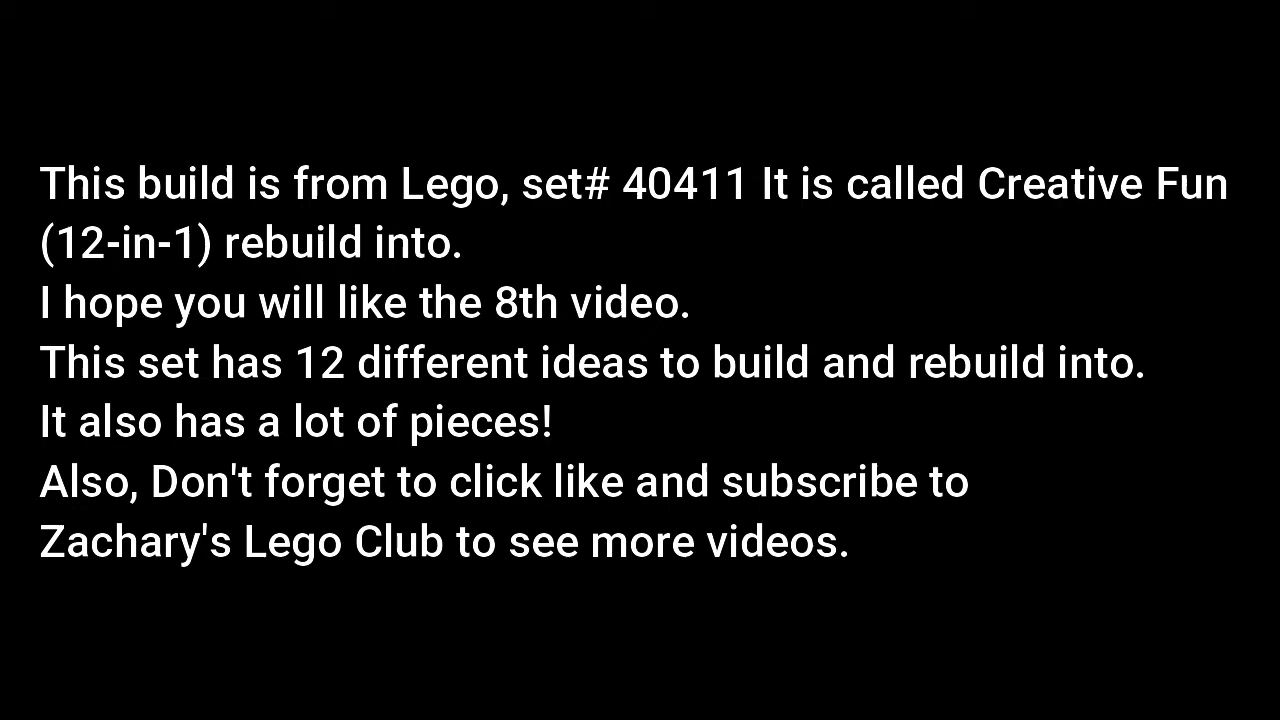 This build is from Lego, set# 40411 It is called Creative Fun
(12-in-1) rebuild into.
I hope you will like the 8th video.
This set has 12 different ideas to build and rebuild into.
It also has a lot of pieces!
Also, Don't forget to click like and subscribe to
Zachary's Lego Club to see more videos.